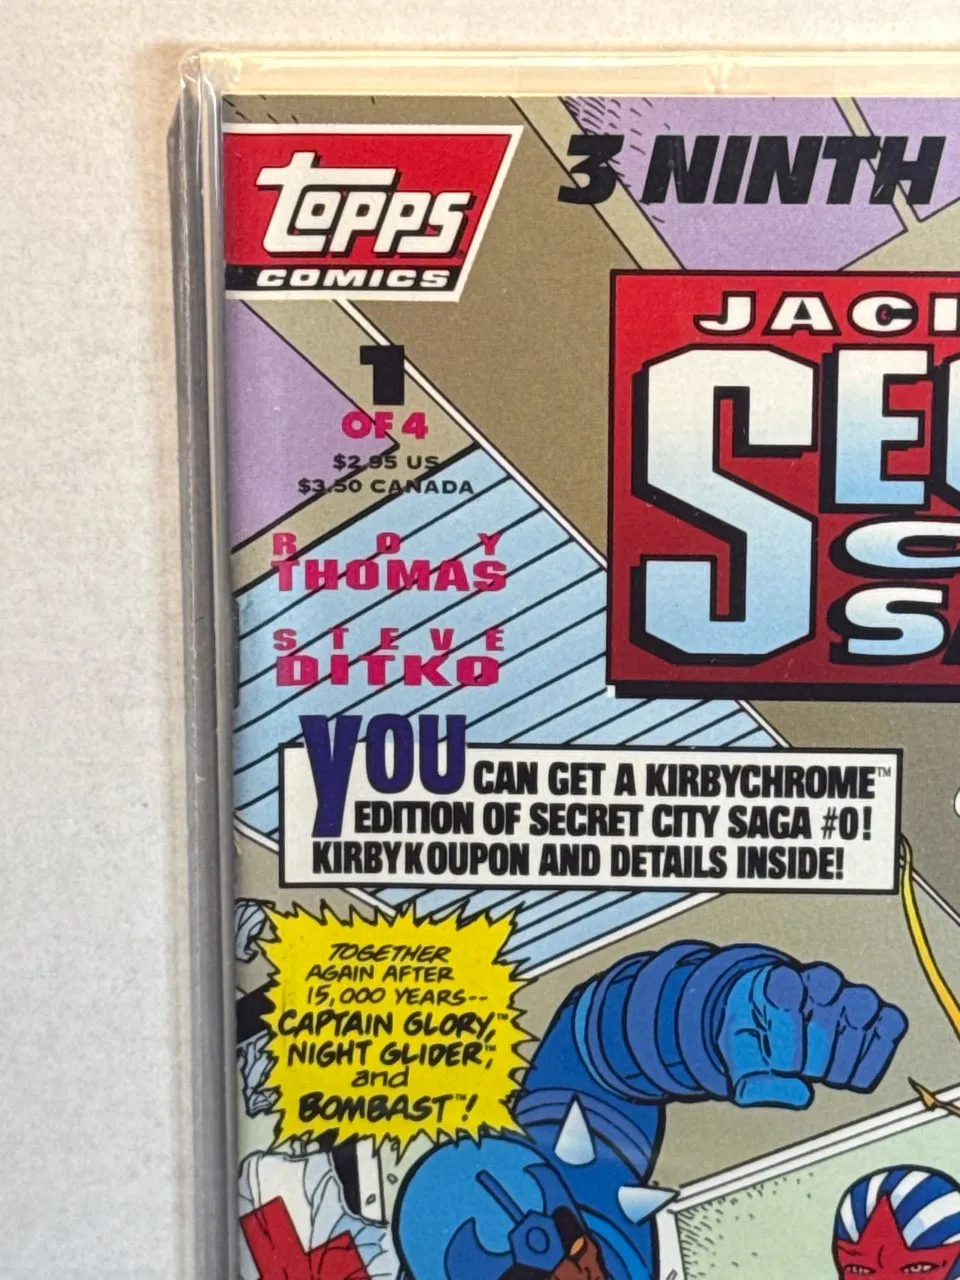 Topps
COMICS
3 NINTH
1
OF 4
$2.95 US
$3.50 CANADA
ROY
THOMAS
STEVE
DITKO
YOU CAN GET A KIRBYCHROME™
EDITION OF SECRET CITY SAGA #0!
KIRBY KOUPON AND DETAILS INSIDE!
TOGETHER
AGAIN AFTER
15,000 YEARS--
CAPTAIN GLORY,™
NIGHT GLIDER,™
and
BOMBAST™!